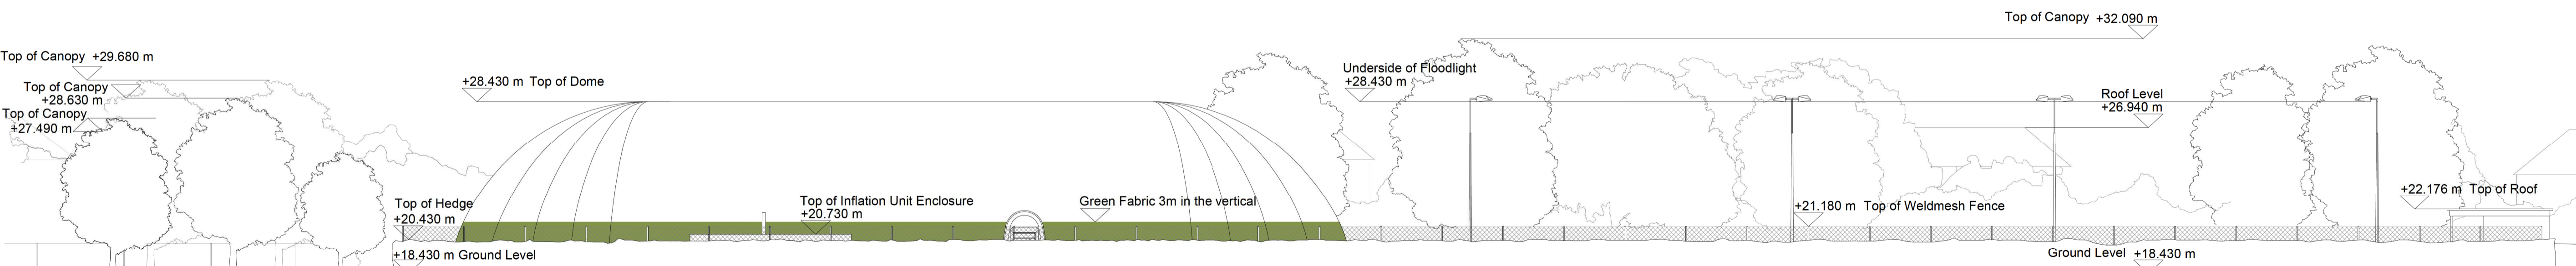 Top of Canopy +29.680 m
Top of Canopy
+28.630 m
Top of Canopy
+27.490 m
+28.430 m Top of Dome
Top of Hedge
+20.430 m
+18.430 m Ground Level
Top of Inflation Unit Enclosure
+20.730 m
Green Fabric 3m in the vertical
Underside of Floodlight
+28.430 m
Top of Canopy +32.090 m
Roof Level
+26.940 m
+21.180 m Top of Weldmesh Fence
+22.176 m Top of Roof
Ground Level +18.430 m